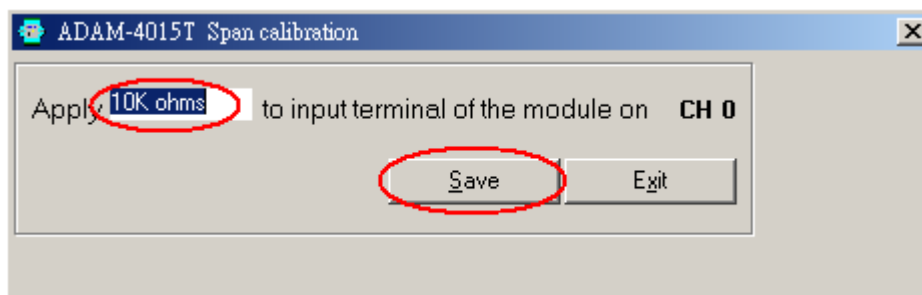 ADAM-4015T Span calibration
Apply 10K ohms to input terminal of the module on CH 0
Save Exit